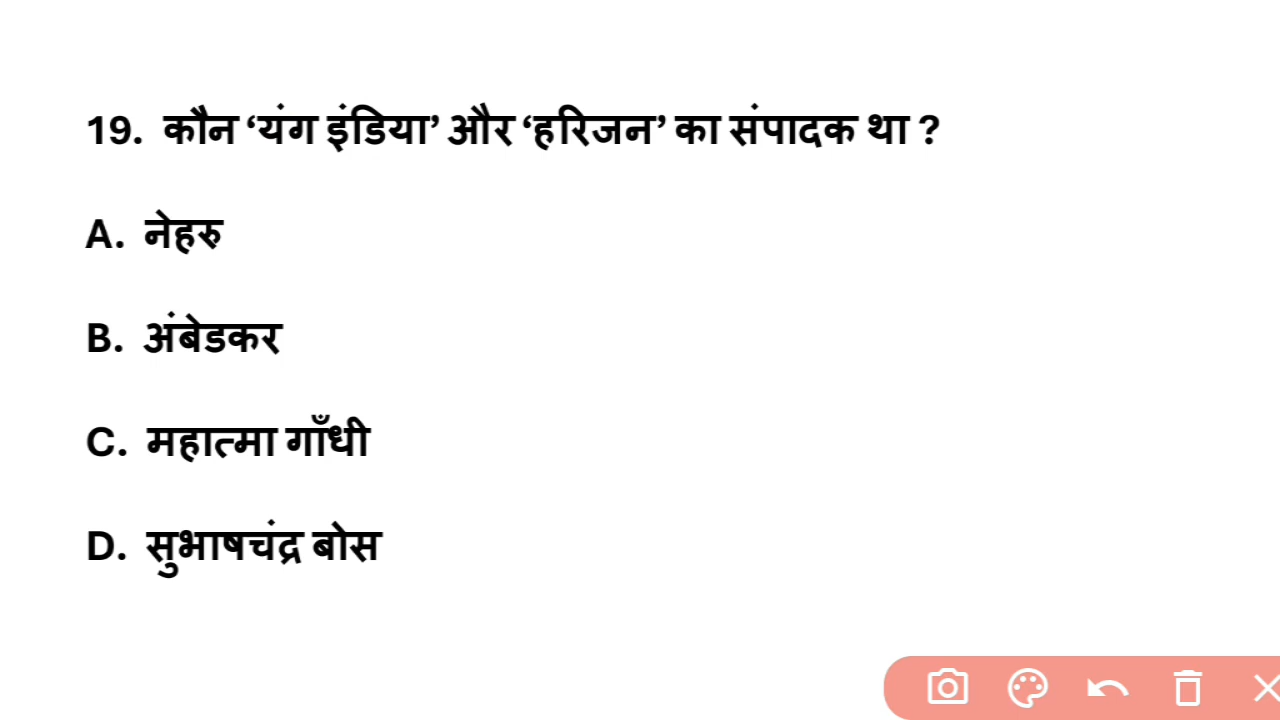 19. कौन ‘यंग इंडिया’ और ‘हरिजन’ का संपादक था ?
A. नेहरु
B. अंबेडकर
C. महात्मा गाँधी
D. सुभाषचंद्र बोस